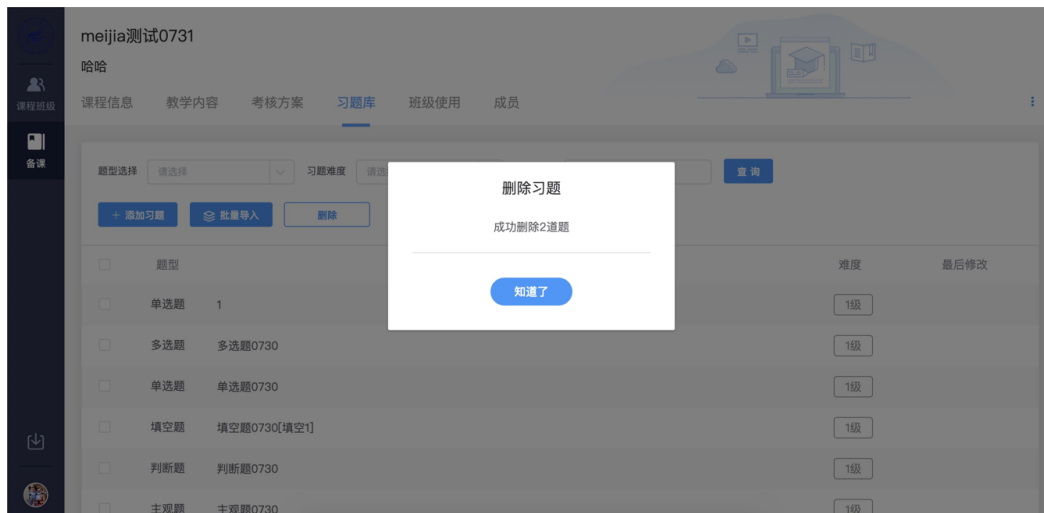 meijia测试0731
哈哈
课程班级
课程信息 教学内容 考核方案 习题库 班级使用 成员
备课
题型选择 请选择 习题难度 请选 查 询
+ 添加习题 批量导入 删除
删除习题
成功删除2道题
知道了
题型 难度 最后修改
单选题 1 1级
多选题 多选题0730 1级
单选题 单选题0730 1级
填空题 填空题0730[填空1] 1级
判断题 判断题0730 1级
主观题 主观题0730 1级